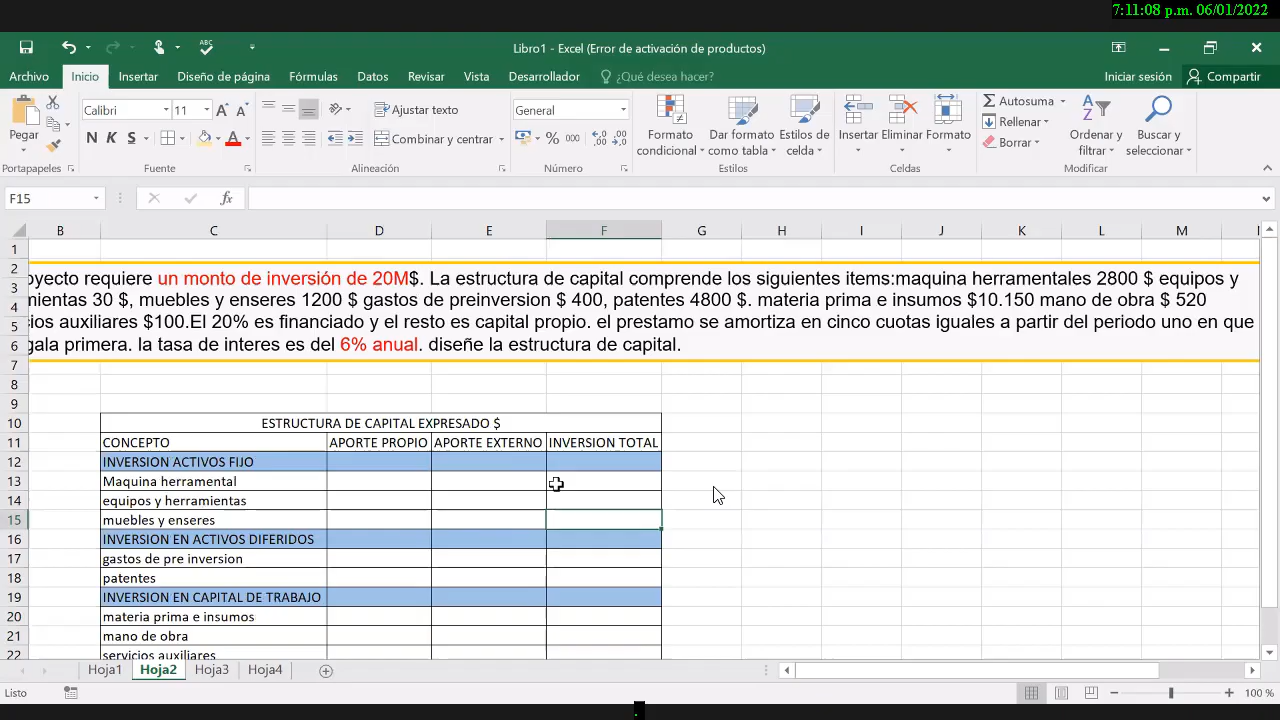 7:11:08 p.m. 06/01/2022
Libro1 - Excel (Error de activación de productos)
Archivo Inicio Insertar Diseño de página Fórmulas Datos Revisar Vista Desarrollador ¿Qué desea hacer? Iniciar sesión Compartir
Pegar Calibri 11 Ajustar texto General Formato condicional Dar formato como tabla Estilos de celda Insertar Eliminar Formato Autosuma Rellenar Borrar Ordenar y filtrar Buscar y seleccionar
N K S Combinar y centrar % 000
Portapapeles Fuente Alineación Número Estilos Celdas Modificar
F15 fx
B C D E F G H I J K L M
1
2
3
4
5
6
oyecto requiere un monto de inversión de 20M$. La estructura de capital comprende los siguientes items:maquina herramentales 2800 $ equipos y
mientas 30 $, muebles y enseres 1200 $ gastos de preinversion $ 400, patentes 4800 $. materia prima e insumos $10.150 mano de obra $ 520
cios auxiliares $100.El 20% es financiado y el resto es capital propio. el prestamo se amortiza en cinco cuotas iguales a partir del periodo uno en que
gala primera. la tasa de interes es del 6% anual. diseñe la estructura de capital.
7
8
9
10 ESTRUCTURA DE CAPITAL EXPRESADO $
11 CONCEPTO APORTE PROPIO APORTE EXTERNO INVERSION TOTAL
12 INVERSION ACTIVOS FIJO
13 Maquina herramental
14 equipos y herramientas
15 muebles y enseres
16 INVERSION EN ACTIVOS DIFERIDOS
17 gastos de pre inversion
18 patentes
19 INVERSION EN CAPITAL DE TRABAJO
20 materia prima e insumos
21 mano de obra
22 servicios auxiliares
Hoja1 Hoja2 Hoja3 Hoja4
Listo 100 %